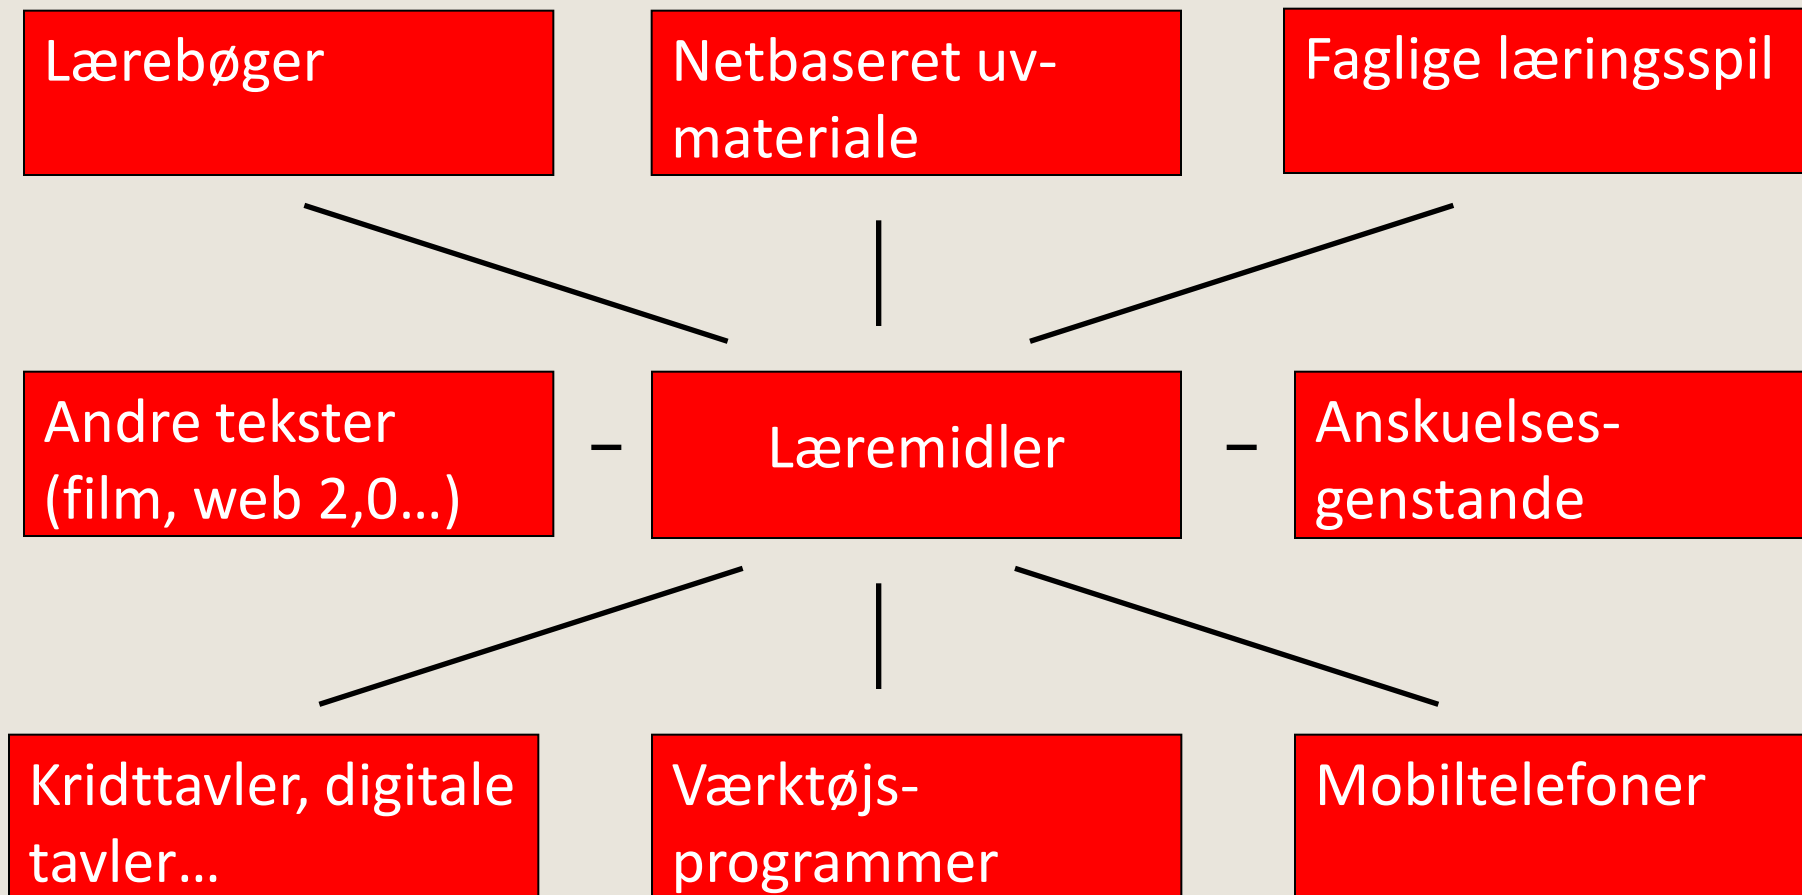 Lærebøger
Netbaseret uv-
materiale
Faglige læringsspil
Andre tekster
(film, web 2,0...)
Læremidler
Anskuelses-
genstande
Kridttavler, digitale
tavler...
Værktøjs-
programmer
Mobiltelefoner